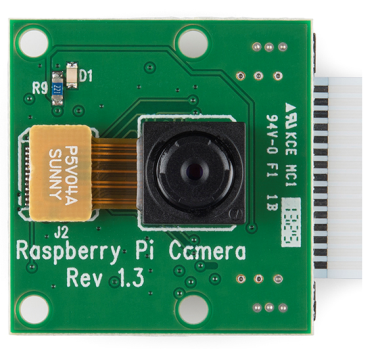 D1
R9
P5V04A
SUNNY
KCE MC1
94V-0 F1 1B
J2
Raspberry Pi Camera
Rev 1.3